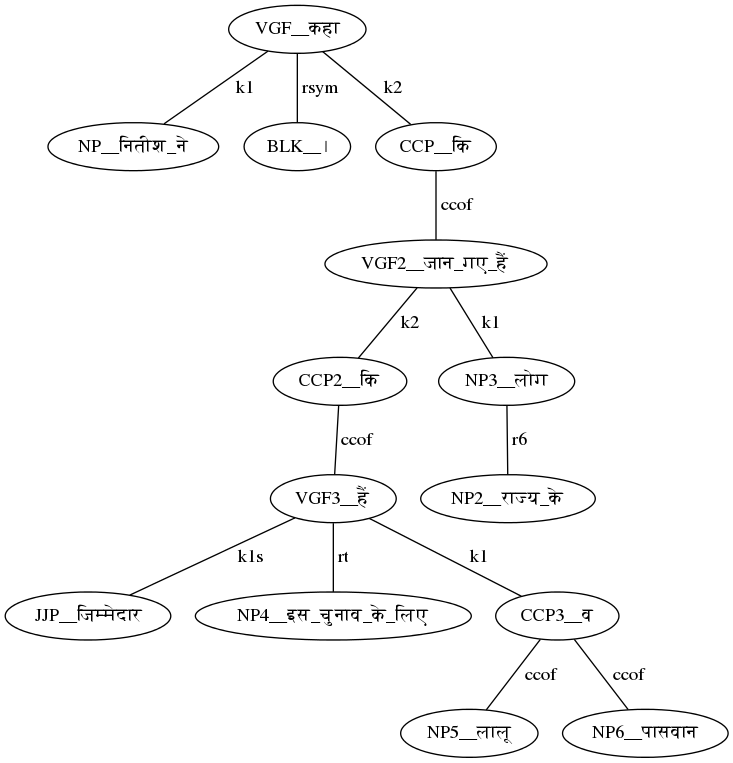 VGF__कहा
k1 rsym k2
NP__नितीश_ने BLK__। CCP__कि
ccof
VGF2__जान_गए_हैं
k2 k1
CCP2__कि NP3__लोग
ccof r6
VGF3__हैं NP2__राज्य_के
k1s rt k1
JJP__जिम्मेदार NP4__इस_चुनाव_के_लिए CCP3__व
ccof ccof
NP5__लालू NP6__पासवान